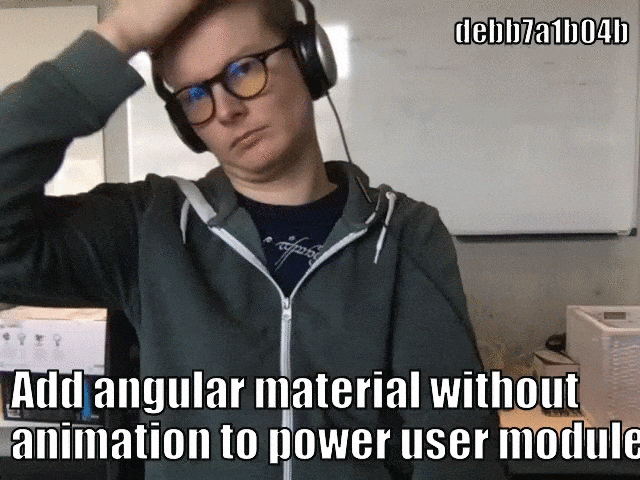 debb7a1b04b
Add angular material without
animation to power user module